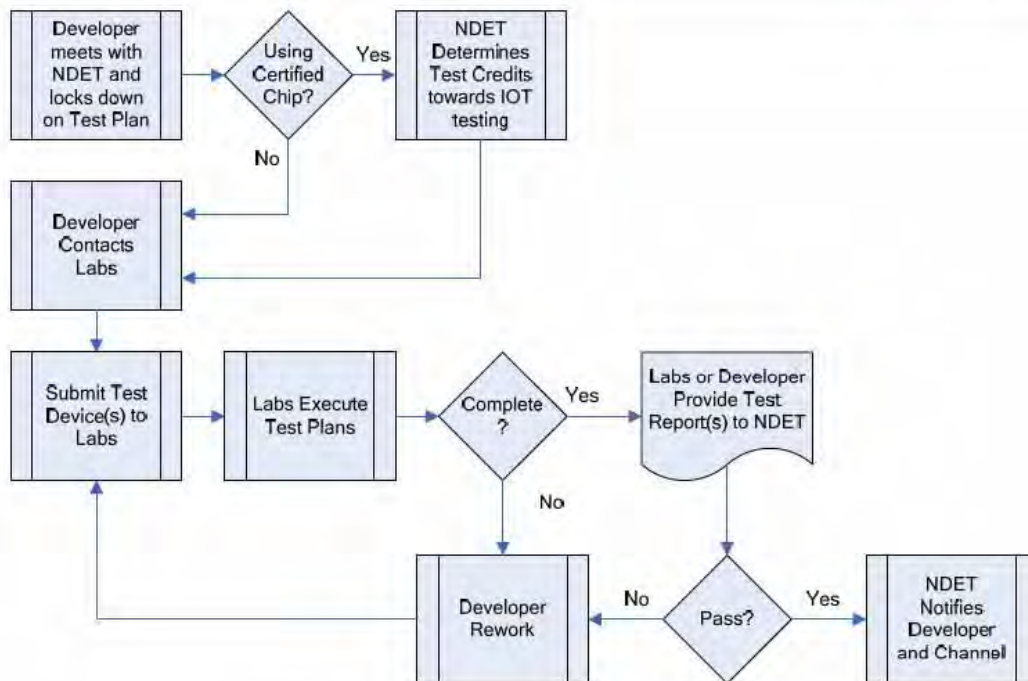 Developer
meets with
NDET and
locks down
on Test Plan
Using
Certified
Chip?
Yes
NDET
Determines
Test Credits
towards IOT
testing
No
Developer
Contacts
Labs
Submit Test
Device(s) to
Labs
Labs Execute
Test Plans
Complete
?
Yes
Labs or Developer
Provide Test
Report(s) to NDET
No
Developer
Rework
No
Pass?
Yes
NDET
Notifies
Developer
and Channel